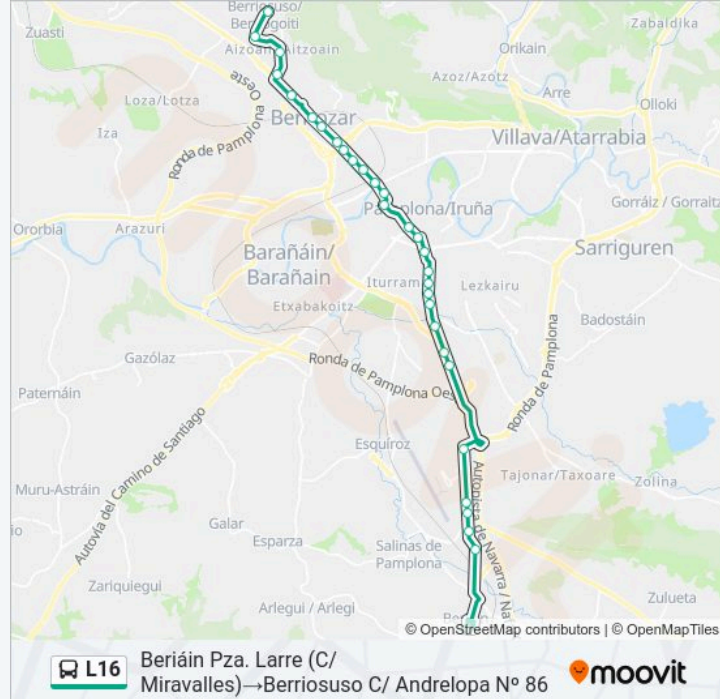 Berriosuso/
Berriogoiti
Zuasti
Aizoain/Aitzoain
Zabaldika
Orikain
Azoz/Azotz
Arre
Olloki
Loza/Lotza
Oeste
Berriozar
Iza
Villava/Atarrabia
Ronda de Pamplona
Gorráiz / Gorraitz
Pamplona/Iruña
Ororbia
Arazuri
Sarriguren
Barañáin/
Barañain
Iturrama
Lezkairu
Etxabakoitz
Badostáin
Gazólaz
Ronda de Pamplona Oeste
Ronda de Pamplona
Paternáin
Esquíroz
Tajonar/Taxoare
Zolina
Muru-Astráin
Autovía del Camino de Santiago
Autopista de Navarra / Na
Galar
Esparza
Salinas de
Pamplona
Zariquiegui
Arlegui / Arlegi
Zulueta
© OpenStreetMap contributors | © OpenMapTiles
L16
Beriáin Pza. Larre (C/
Miravalles)→Berriosuso C/ Andrelopa Nº 86
moovit